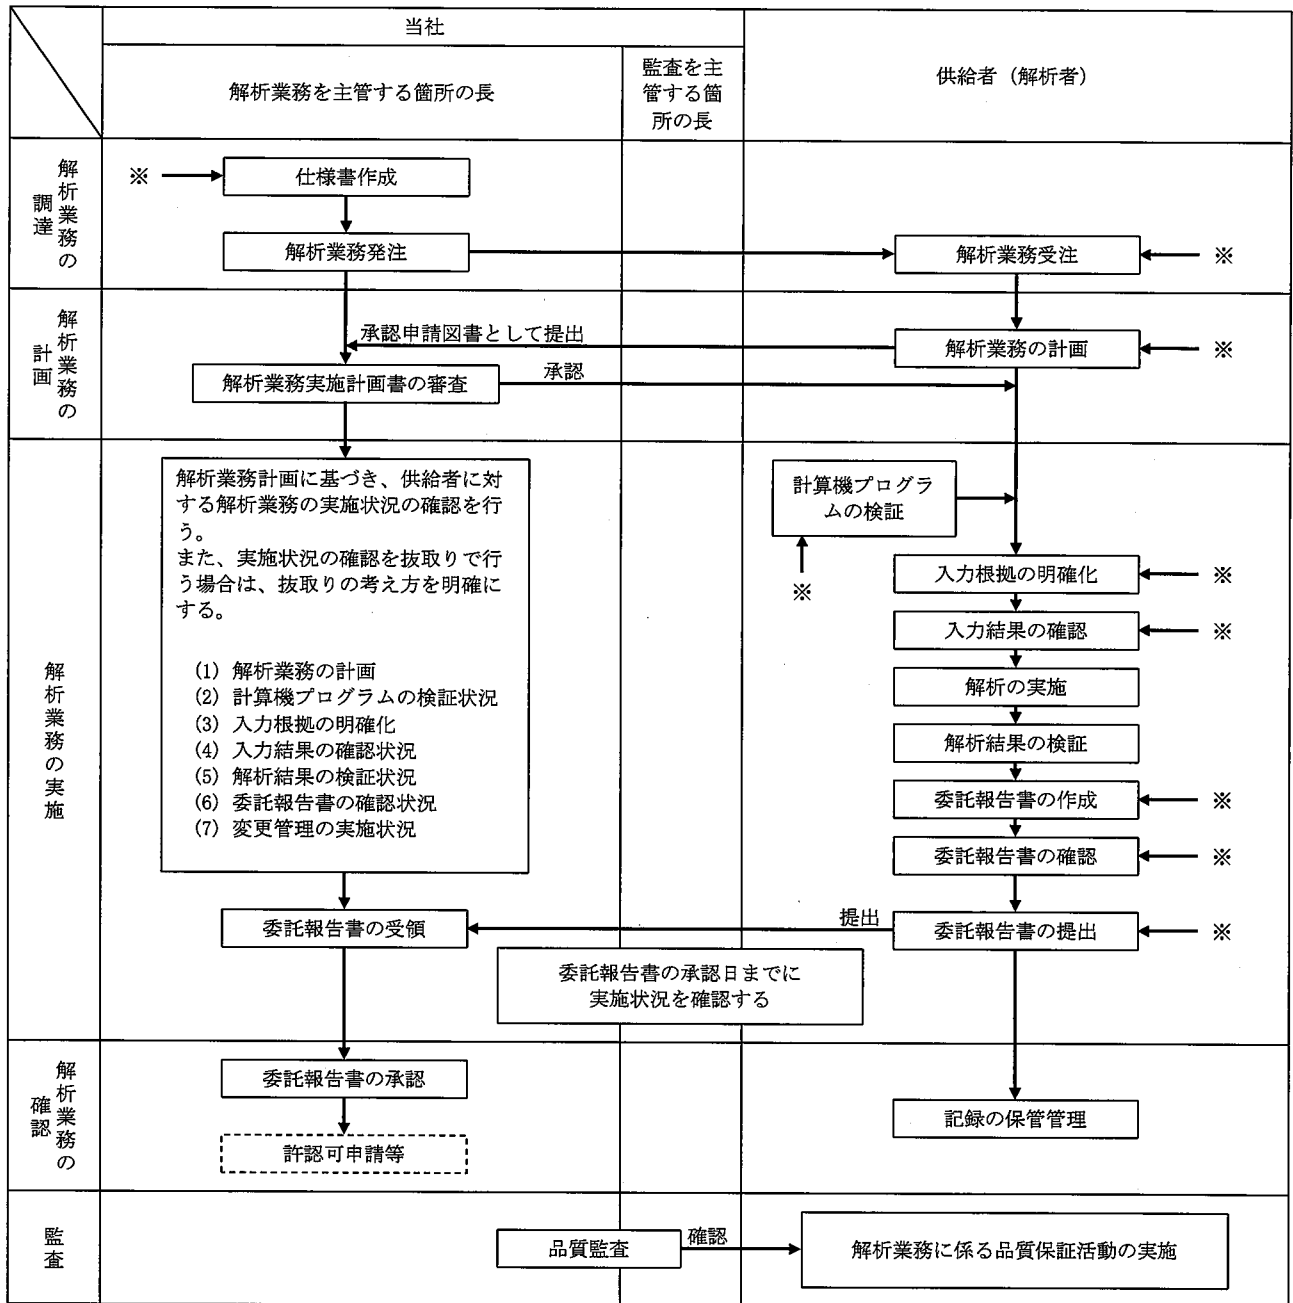 当社
解析業務を主管する箇所の長
監査を主
管する箇
所の長
供給者（解析者）
解析業務の
調達
※
仕様書作成
解析業務発注
解析業務受注
※
解析業務の
計画
承認申請図書として提出
解析業務の計画
※
解析業務実施計画書の審査
承認
解析業務の実施
解析業務計画に基づき、供給者に対
する解析業務の実施状況の確認を行
う。
また、実施状況の確認を抜取りで行
う場合は、抜取りの考え方を明確に
する。
(1) 解析業務の計画
(2) 計算機プログラムの検証状況
(3) 入力根拠の明確化
(4) 入力結果の確認状況
(5) 解析結果の検証状況
(6) 委託報告書の確認状況
(7) 変更管理の実施状況
計算機プログラ
ムの検証
※
入力根拠の明確化
※
入力結果の確認
※
解析の実施
解析結果の検証
委託報告書の作成
※
委託報告書の確認
※
委託報告書の受領
提出
委託報告書の提出
※
委託報告書の承認日までに
実施状況を確認する
解析業務の
確認
委託報告書の承認
許認可申請等
記録の保管管理
監査
品質監査
確認
解析業務に係る品質保証活動の実施